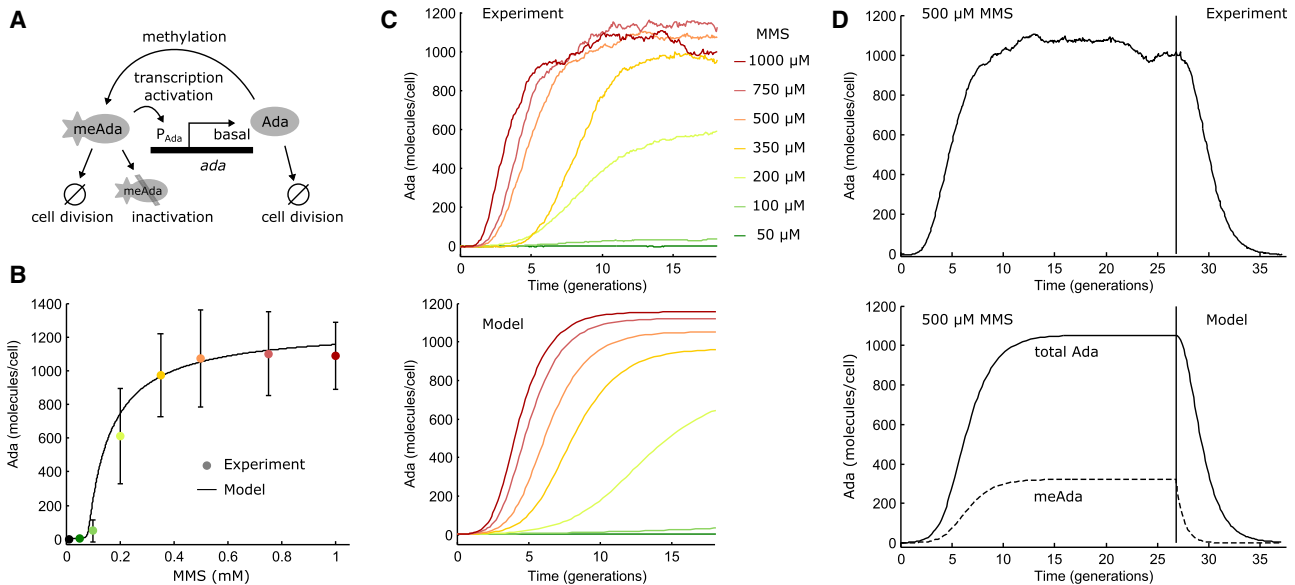 A
methylation
transcription
activation
meAda
P Ada
basal
Ada
ada
meAda
cell division
inactivation
cell division
B
Ada (molecules/cell)
1400
1200
1000
800
600
400
200
0
Experiment
Model
0
0.2
0.4
0.6
0.8
1
MMS (mM)
C
Experiment
Ada (molecules/cell)
1200
1000
800
600
400
200
0
0
5
10
15
Time (generations)
MMS
1000 µM
750 µM
500 µM
350 µM
200 µM
100 µM
50 µM
Model
Ada (molecules/cell)
1200
1000
800
600
400
200
0
0
5
10
15
Time (generations)
D
500 µM MMS
Experiment
Ada (molecules/cell)
1200
1000
800
600
400
200
0
0
5
10
15
20
25
30
35
Time (generations)
500 µM MMS
Model
total Ada
meAda
Ada (molecules/cell)
1200
1000
800
600
400
200
0
0
5
10
15
20
25
30
35
Time (generations)